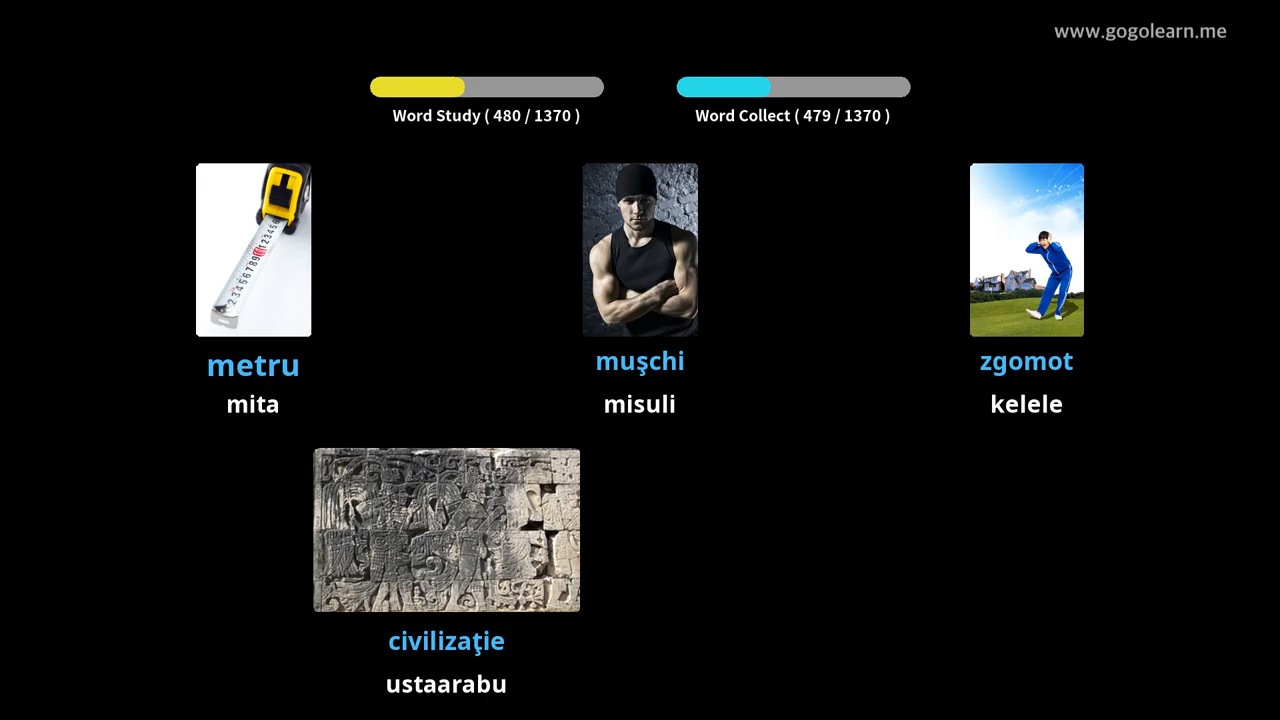 www.gogolearn.me
Word Study ( 480 / 1370 )
Word Collect ( 479 / 1370 )
metru
muşchi
zgomot
mita
misuli
kelele
civilizaţie
ustaarabu